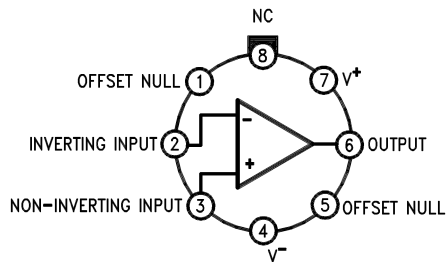 NC
8
OFFSET NULL 1
7 V+
INVERTING INPUT 2
−
6 OUTPUT
+
NON-INVERTING INPUT 3
5 OFFSET NULL
4
V−